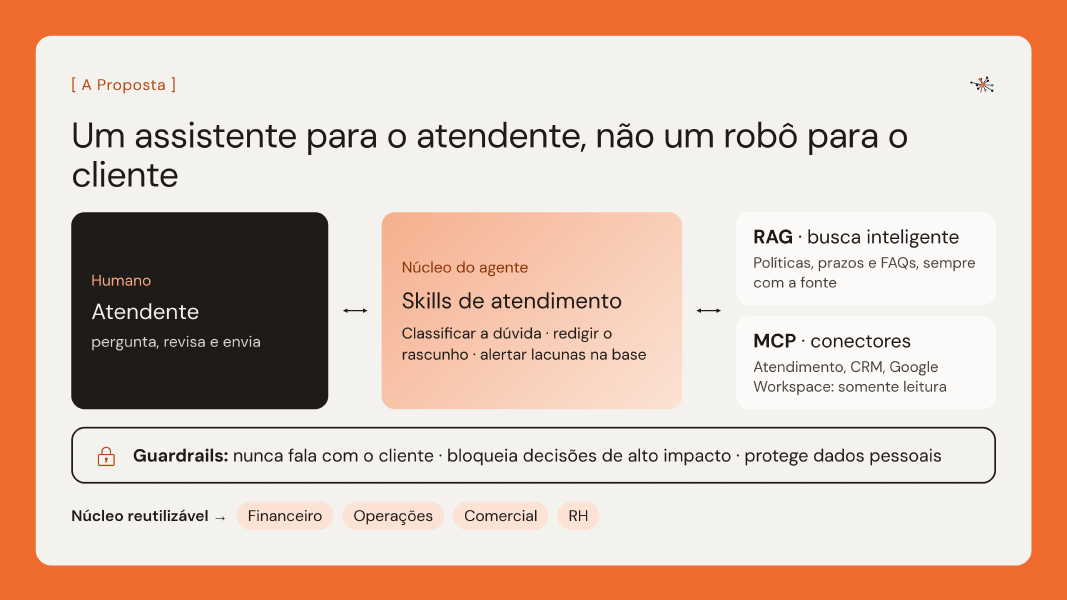 [ A Proposta ]
Um assistente para o atendente, não um robô para o
cliente
Humano
Atendente
pergunta, revisa e envia
Núcleo do agente
Skills de atendimento
Classificar a dúvida · redigir o
rascunho · alertar lacunas na base
RAG · busca inteligente
Políticas, prazos e FAQs, sempre
com a fonte
MCP · conectores
Atendimento, CRM, Google
Workspace: somente leitura
Guardrails: nunca fala com o cliente · bloqueia decisões de alto impacto · protege dados pessoais
Núcleo reutilizável → Financeiro Operações Comercial RH